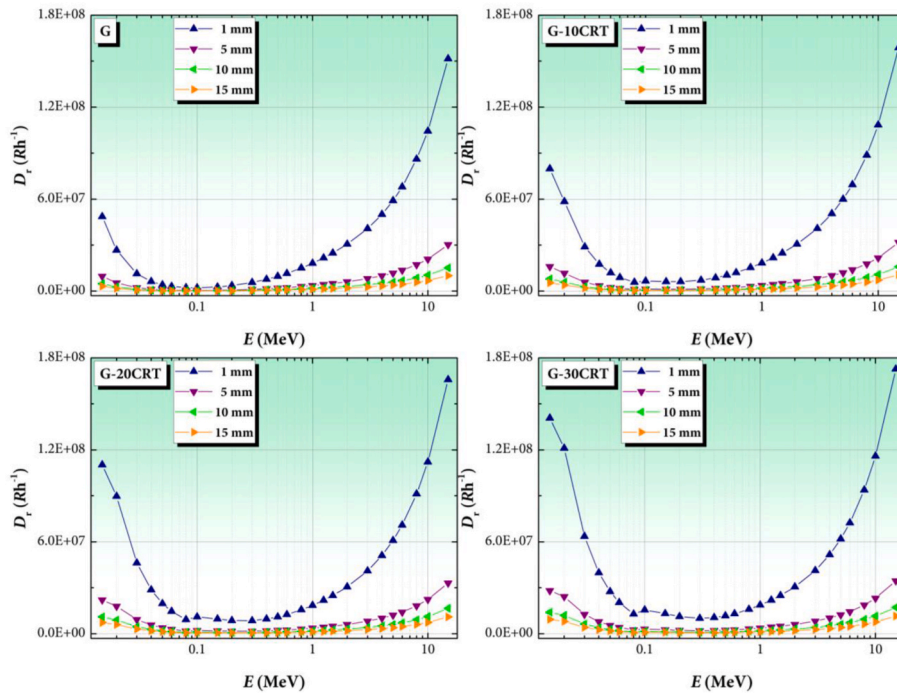 G
1 mm
5 mm
10 mm
15 mm
1.8E+08
1.2E+08
6.0E+07
0.0E+00
Dr (Rh-1)
0.1 1 10
E (MeV)
G-10CRT
1 mm
5 mm
10 mm
15 mm
1.8E+08
1.2E+08
6.0E+07
0.0E+00
Dr (Rh-1)
0.1 1 10
E (MeV)
G-20CRT
1 mm
5 mm
10 mm
15 mm
1.8E+08
1.2E+08
6.0E+07
0.0E+00
Dr (Rh-1)
0.1 1 10
E (MeV)
G-30CRT
1 mm
5 mm
10 mm
15 mm
1.8E+08
1.2E+08
6.0E+07
0.0E+00
Dr (Rh-1)
0.1 1 10
E (MeV)